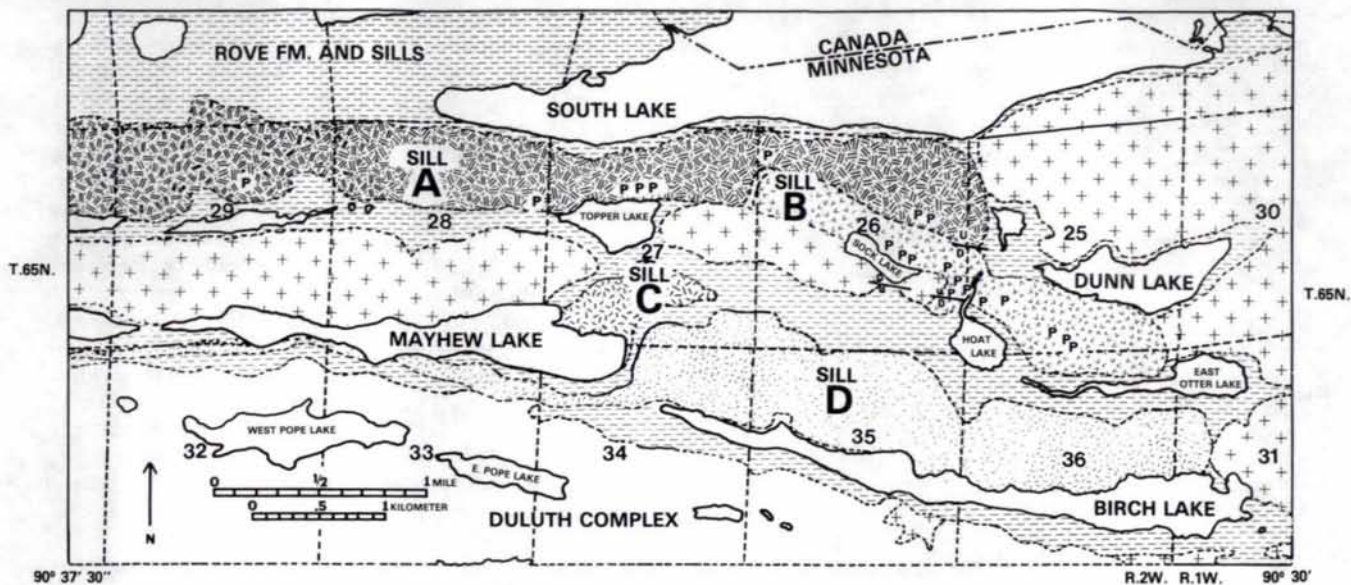 CANADA
MINNESOTA
ROVE FM. AND SILLS
SOUTH LAKE
SILL
A
P
P
P P P
P
SILL
B
P P
U
D
29
28
TOPPER LAKE
26
SOCK LAKE
P
P P
P
25
30
T.65N.
27
SILL
C
DUNN LAKE
T.65N.
MAYHEW LAKE
HOAT
LAKE
P
P
P
P
P
EAST
OTTER LAKE
SILL
D
WEST POPE LAKE
32
33
E. POPE LAKE
34
35
36
31
0 1/2 1 MILE
0 .5 1 KILOMETER
N
DULUTH COMPLEX
BIRCH LAKE
90° 37' 30"
R.2W. R.1W.
90° 30'